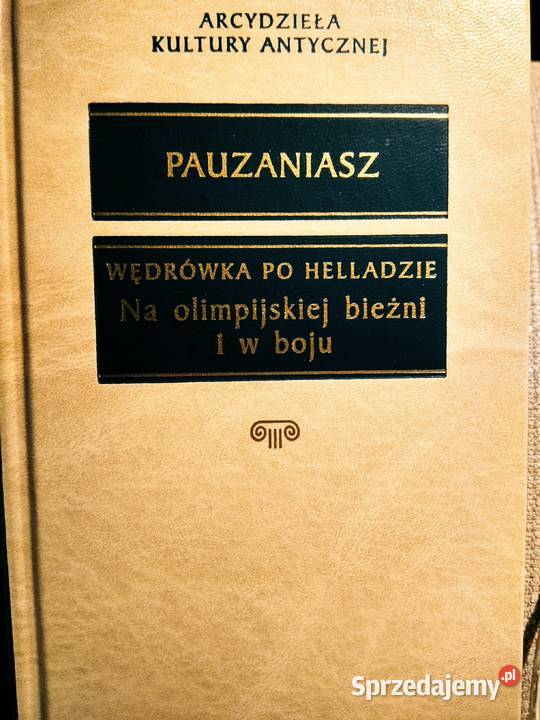 ARCYDZIEŁA
KULTURY ANTYCZNEJ
PAUZANIASZ
WĘDRÓWKA PO HELLADZIE
Na olimpijskiej bieżni
i w boju
Sprzedajemy.pl